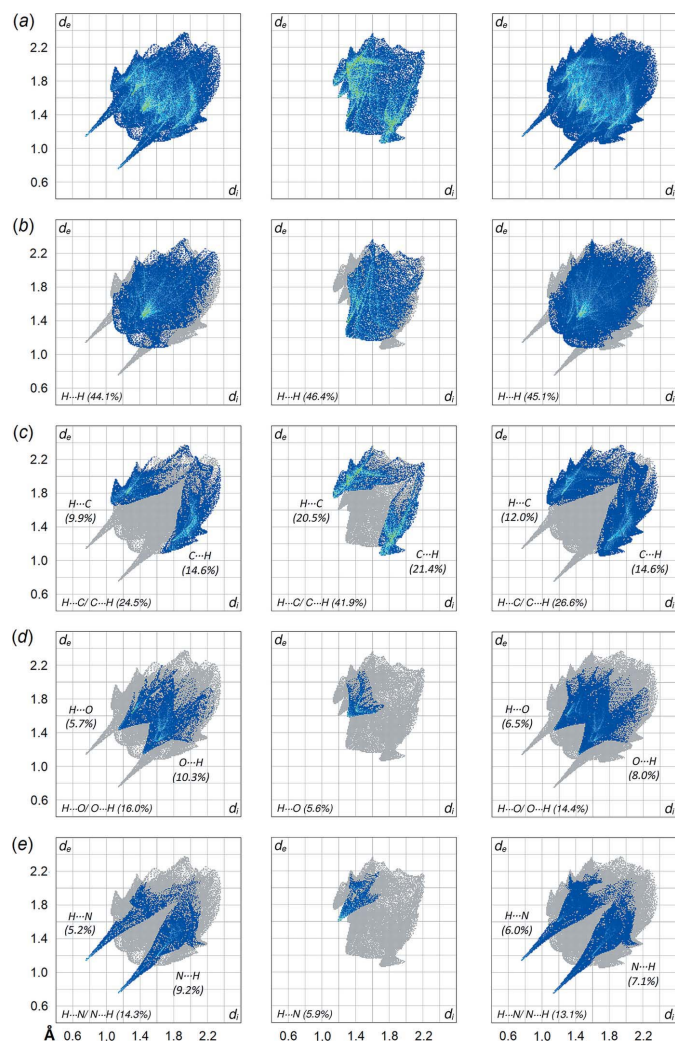 (a)
de
de
de
2.2
1.8
1.4
1.0
0.6
di
di
di
(b)
de
de
de
2.2
1.8
1.4
1.0
0.6
H···H (44.1%)
di
H···H (46.4%)
di
H···H (45.1%)
di
(c)
de
de
de
2.2
1.8
1.4
1.0
0.6
H···C
(9.9%)
C···H
(14.6%)
H···C/ C···H (24.5%)
di
H···C
(20.5%)
C···H
(21.4%)
H···C/ C···H (41.9%)
di
H···C
(12.0%)
C···H
(14.6%)
H···C/ C···H (26.6%)
di
(d)
de
de
de
2.2
1.8
1.4
1.0
0.6
H···O
(5.7%)
O···H
(10.3%)
H···O/ O···H (16.0%)
di
H···O (5.6%)
di
H···O
(6.5%)
O···H
(8.0%)
H···O/ O···H (14.4%)
di
(e)
de
de
de
2.2
1.8
1.4
1.0
0.6
H···N
(5.2%)
N···H
(9.2%)
H···N/ N···H (14.3%)
di
H···N (5.9%)
di
H···N
(6.0%)
N···H
(7.1%)
H···N/ N···H (13.1%)
di
Å 0.6 1.0 1.4 1.8 2.2
0.6 1.0 1.4 1.8 2.2
0.6 1.0 1.4 1.8 2.2